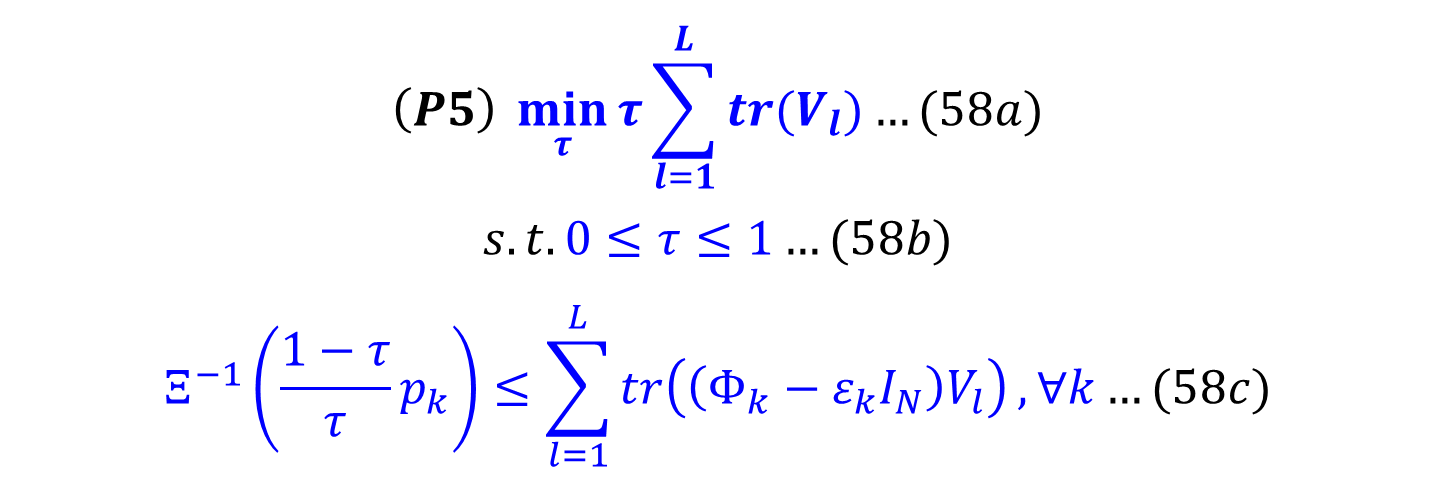 (P5) min_τ τ ∑_{l=1}^{L} tr(V_l) … (58a)
s.t. 0 ≤ τ ≤ 1 … (58b)
Ξ^{−1}((1 − τ)/τ p_k) ≤ ∑_{l=1}^{L} tr((Φ_k − ε_k I_N)V_l), ∀k … (58c)